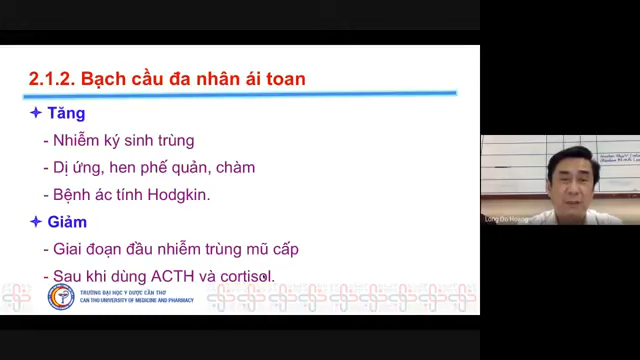 2.1.2. Bạch cầu đa nhân ái toan
Tăng
- Nhiễm ký sinh trùng
- Dị ứng, hen phế quản, chàm
- Bệnh ác tính Hodgkin.
Giảm
- Giai đoạn đầu nhiễm trùng mũ cấp
- Sau khi dùng ACTH và cortisol.
TRƯỜNG ĐẠI HỌC Y DƯỢC CẦN THƠ
CAN THO UNIVERSITY OF MEDICINE AND PHARMACY
Long Do Hoang